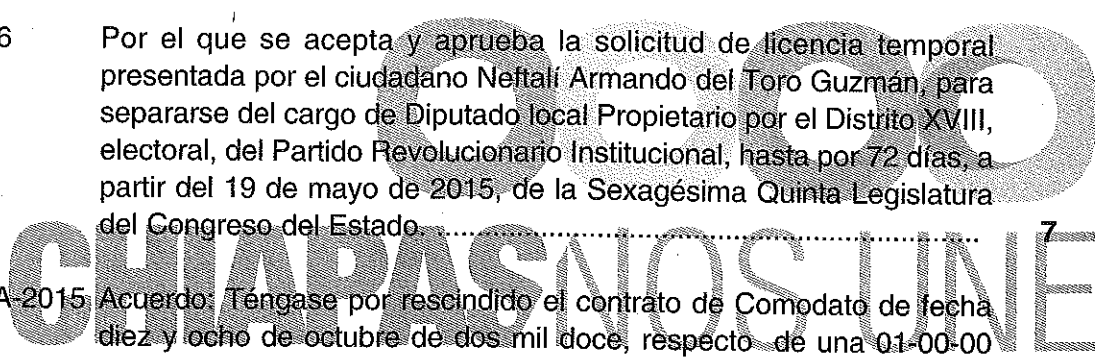 6 Por el que se acepta y aprueba la solicitud de licencia temporal
presentada por el ciudadano Neftalí Armando del Toro Guzmán, para
separarse del cargo de Diputado local Propietario por el Distrito XVIII,
electoral, del Partido Revolucionario Institucional, hasta por 72 días, a
partir del 19 de mayo de 2015, de la Sexagésima Quinta Legislatura
del Congreso del Estado. ........................................................................ 7
CHIAPASNOS UNE
A-2015 Acuerdo: Téngase por rescindido el contrato de Comodato de fecha
diez y ocho de octubre de dos mil doce, respecto de una 01-00-00